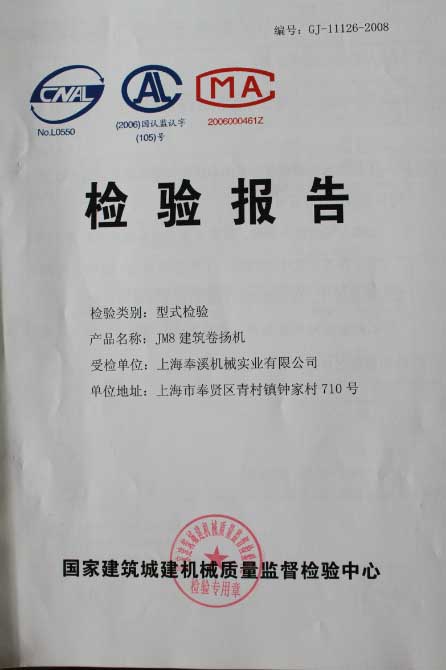 编号: GJ-11126-2008
CNAL
AL
MA
No.L0550
(2006)国认监认字
(105)号
2006000461Z
检验报告
检验类别: 型式检验
产品名称: JM8 建筑卷扬机
受检单位: 上海奉溪机械实业有限公司
单位地址: 上海市奉贤区青村镇钟家村 710 号
国家建筑城建机械质量监督检验中心
检验专用章